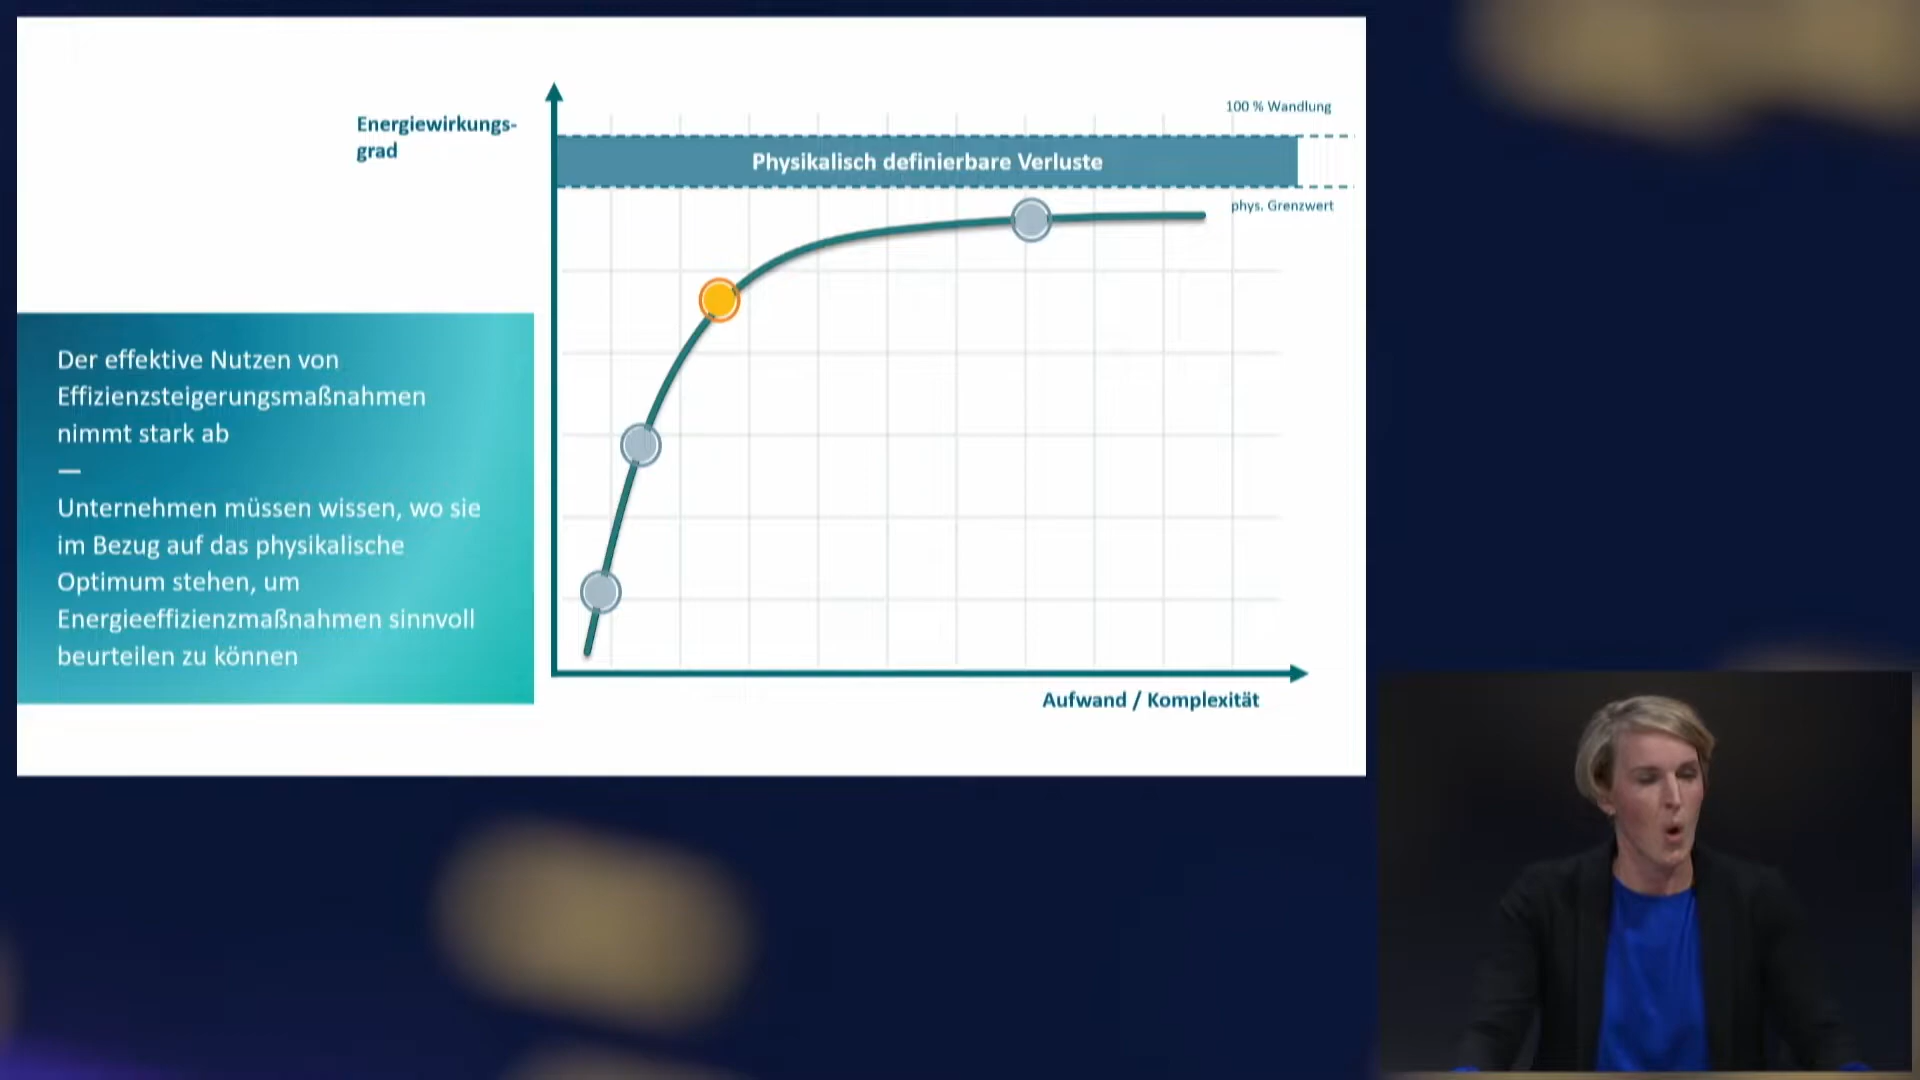 Energiewirkungs-
grad
100 % Wandlung
Physikalisch definierbare Verluste
phys. Grenzwert
Der effektive Nutzen von
Effizienzsteigerungsmaßnahmen
nimmt stark ab
—
Unternehmen müssen wissen, wo sie
im Bezug auf das physikalische
Optimum stehen, um
Energieeffizienzmaßnahmen sinnvoll
beurteilen zu können
Aufwand / Komplexität